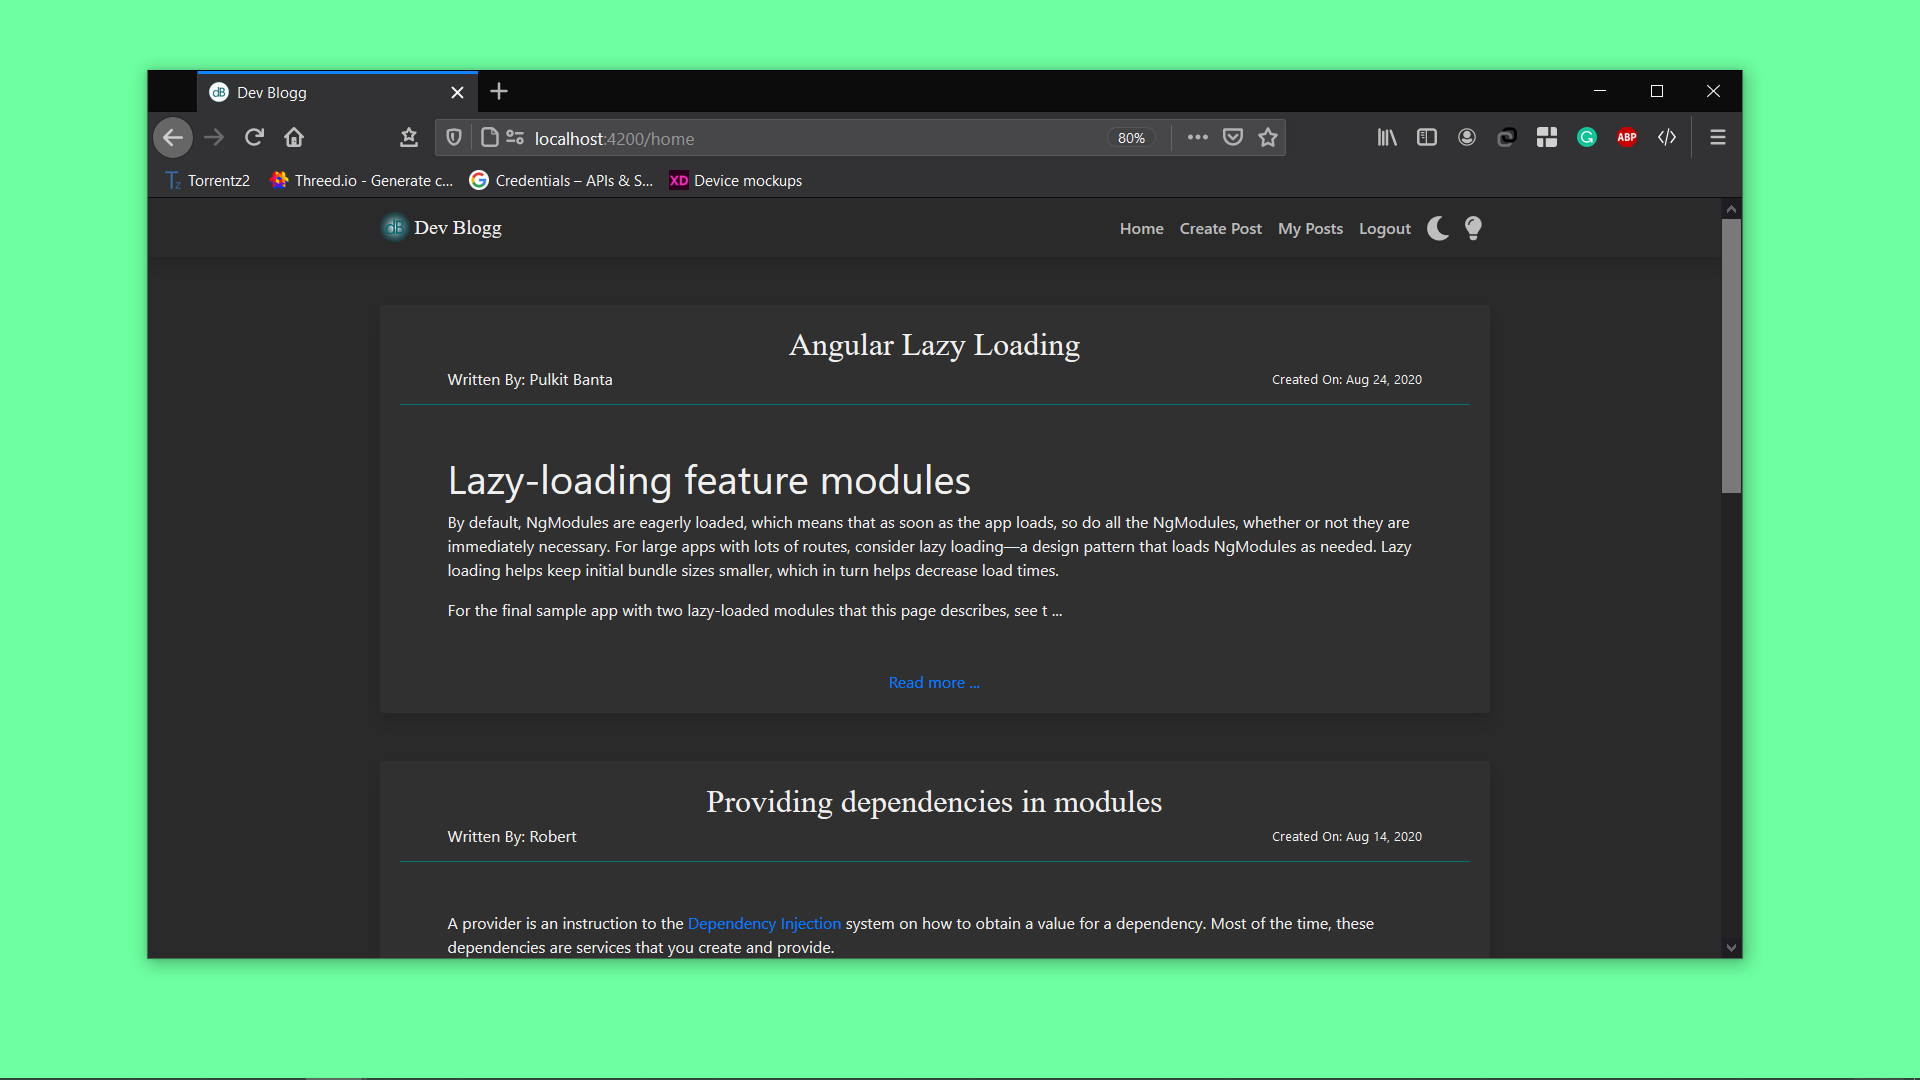 dB Dev Blogg
localhost:4200/home 80% ABP
Tz Torrentz2 Threed.io - Generate c... G Credentials – APIs & S... XD Device mockups
dB Dev Blogg Home Create Post My Posts Logout
Angular Lazy Loading
Written By: Pulkit Banta Created On: Aug 24, 2020
Lazy-loading feature modules
By default, NgModules are eagerly loaded, which means that as soon as the app loads, so do all the NgModules, whether or not they are
immediately necessary. For large apps with lots of routes, consider lazy loading—a design pattern that loads NgModules as needed. Lazy
loading helps keep initial bundle sizes smaller, which in turn helps decrease load times.
For the final sample app with two lazy-loaded modules that this page describes, see t ...
Read more ...
Providing dependencies in modules
Written By: Robert Created On: Aug 14, 2020
A provider is an instruction to the Dependency Injection system on how to obtain a value for a dependency. Most of the time, these
dependencies are services that you create and provide.